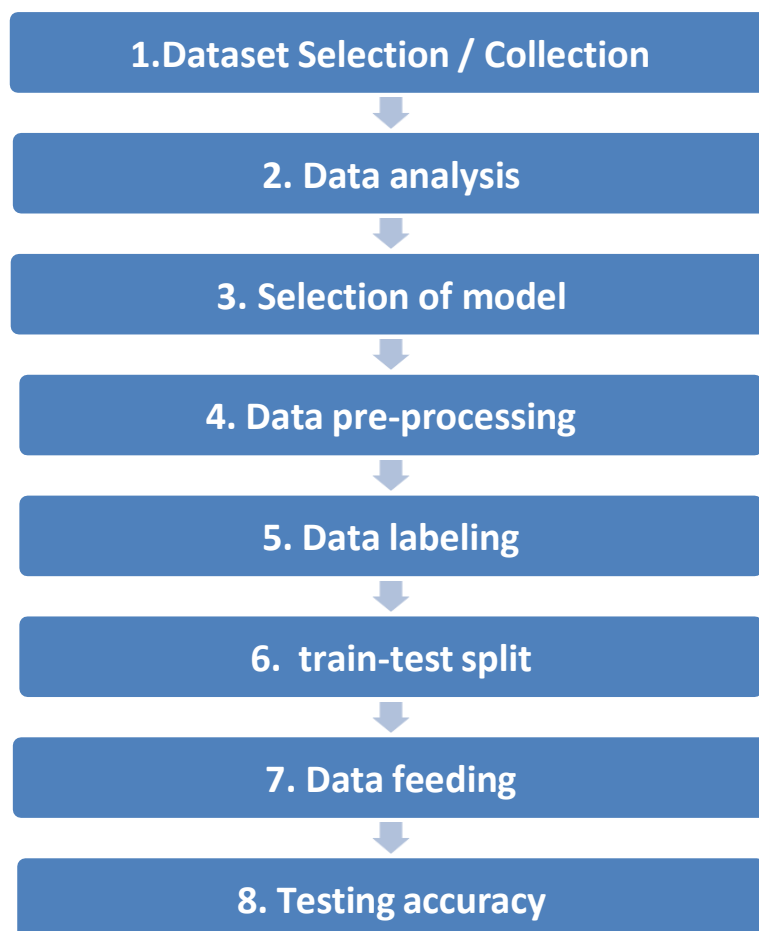 1.Dataset Selection / Collection
2. Data analysis
3. Selection of model
4. Data pre-processing
5. Data labeling
6. train-test split
7. Data feeding
8. Testing accuracy